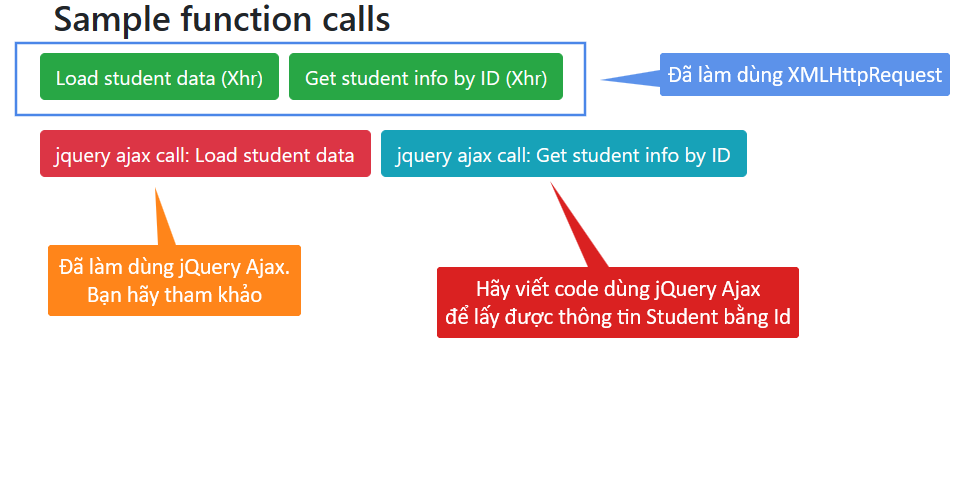 Sample function calls
Load student data (Xhr)
Get student info by ID (Xhr)
Đã làm dùng XMLHttpRequest
jquery ajax call: Load student data
jquery ajax call: Get student info by ID
Đã làm dùng jQuery Ajax.
Bạn hãy tham khảo
Hãy viết code dùng jQuery Ajax
để lấy được thông tin Student bằng Id